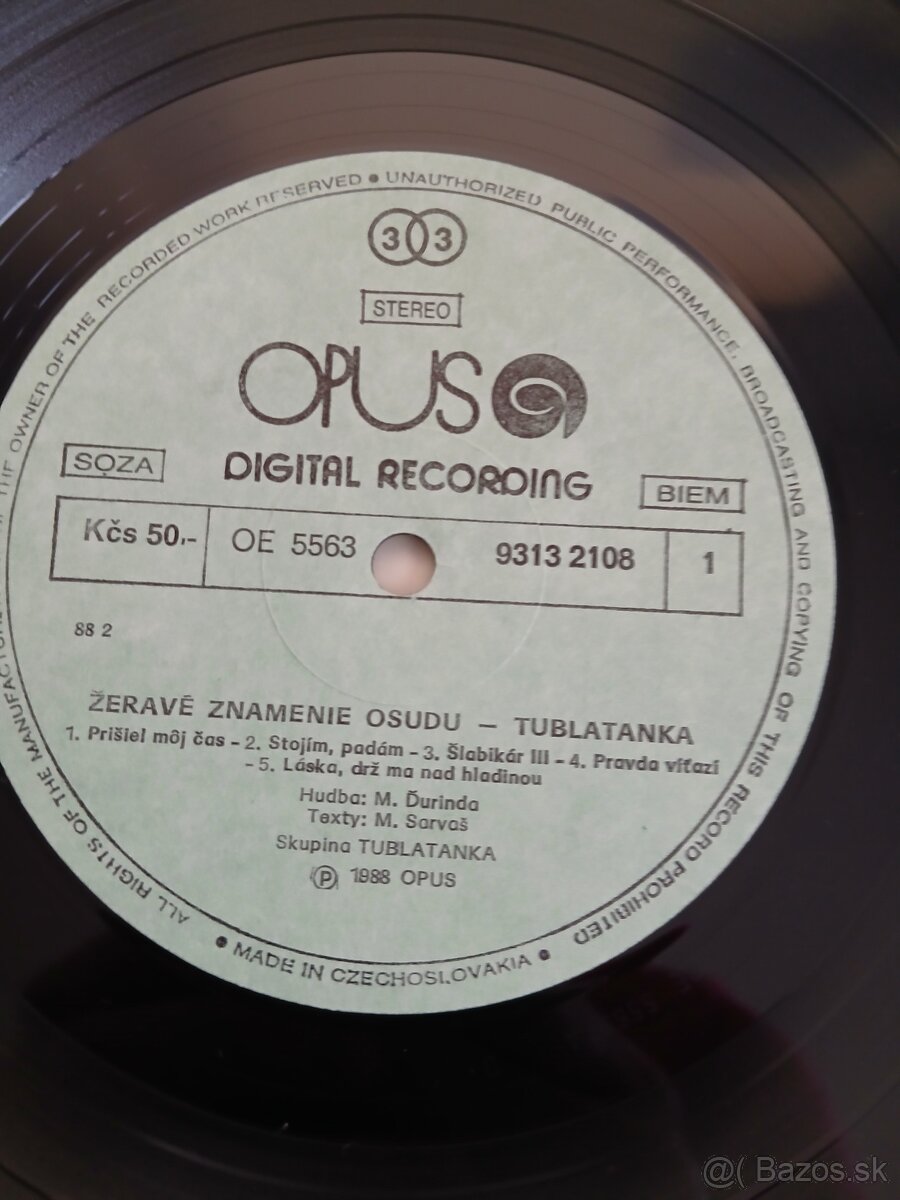 ALL RIGHTS OF THE MANUFACTURER THE OWNER OF THE RECORDED WORK RESERVED • UNAUTHORIZED PUBLIC PERFORMANCE, BROADCASTING AND COPYING OF THIS RECORD PROHIBITED
33
STEREO
OPUS
DIGITAL RECORDING
SOZA
BIEM
Kčs 50,- OE 5563 9313 2108 1
88 2
ŽERAVÉ ZNAMENIE OSUDU — TUBLATANKA
1. Prišiel môj čas - 2. Stojím, padám - 3. Šlabikár III - 4. Pravda víťazí
- 5. Láska, drž ma nad hladinou
Hudba: M. Ďurinda
Texty: M. Sarvaš
Skupina TUBLATANKA
Ⓟ 1988 OPUS
• MADE IN CZECHOSLOVAKIA •
@( Bazos.sk